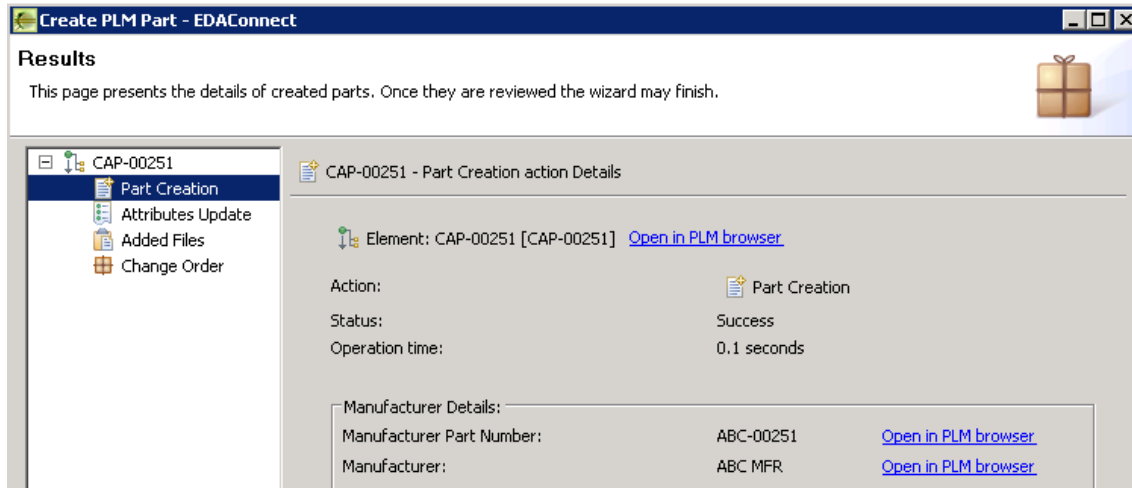 Create PLM Part - EDAConnect
Results
This page presents the details of created parts. Once they are reviewed the wizard may finish.
CAP-00251
Part Creation
Attributes Update
Added Files
Change Order
CAP-00251 - Part Creation action Details
Element: CAP-00251 [CAP-00251] Open in PLM browser
Action: Part Creation
Status: Success
Operation time: 0.1 seconds
Manufacturer Details:
Manufacturer Part Number: ABC-00251 Open in PLM browser
Manufacturer: ABC MFR Open in PLM browser